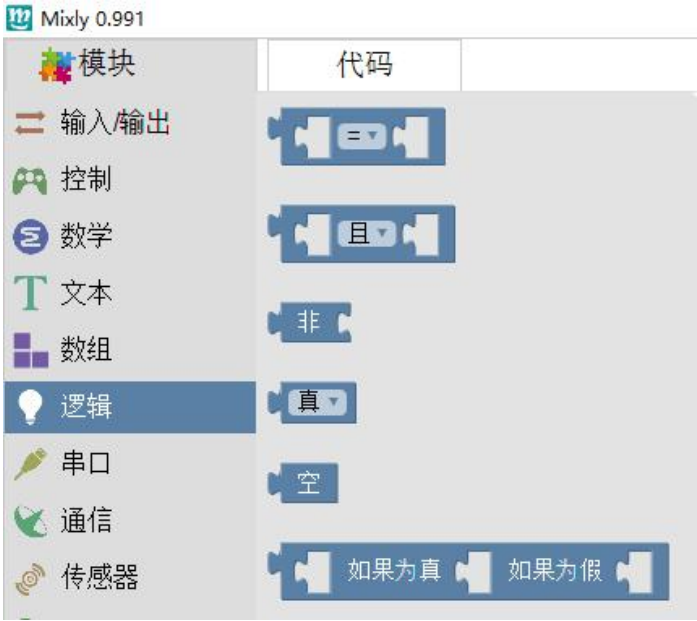 Mixly 0.991
模块 代码
输入/输出
控制
数学
文本
数组
逻辑
串口
通信
传感器
=
且
非
真
空
如果为真 如果为假